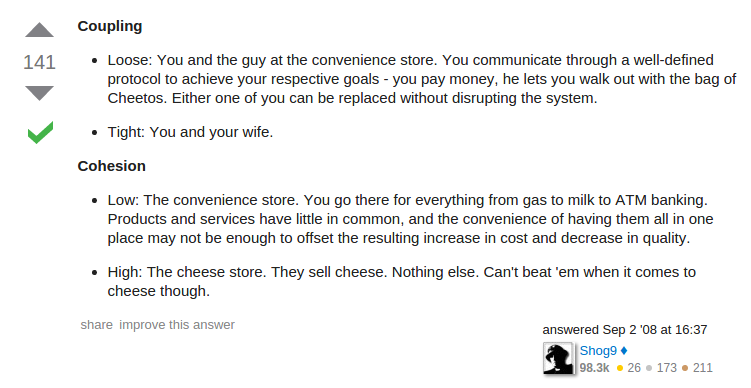 Coupling
141
Loose: You and the guy at the convenience store. You communicate through a well-defined
protocol to achieve your respective goals - you pay money, he lets you walk out with the bag of
Cheetos. Either one of you can be replaced without disrupting the system.
Tight: You and your wife.
Cohesion
Low: The convenience store. You go there for everything from gas to milk to ATM banking.
Products and services have little in common, and the convenience of having them all in one
place may not be enough to offset the resulting increase in cost and decrease in quality.
High: The cheese store. They sell cheese. Nothing else. Can't beat 'em when it comes to
cheese though.
share improve this answer
answered Sep 2 '08 at 16:37
Shog9 ♦
98.3k ● 26 ● 173 ● 211